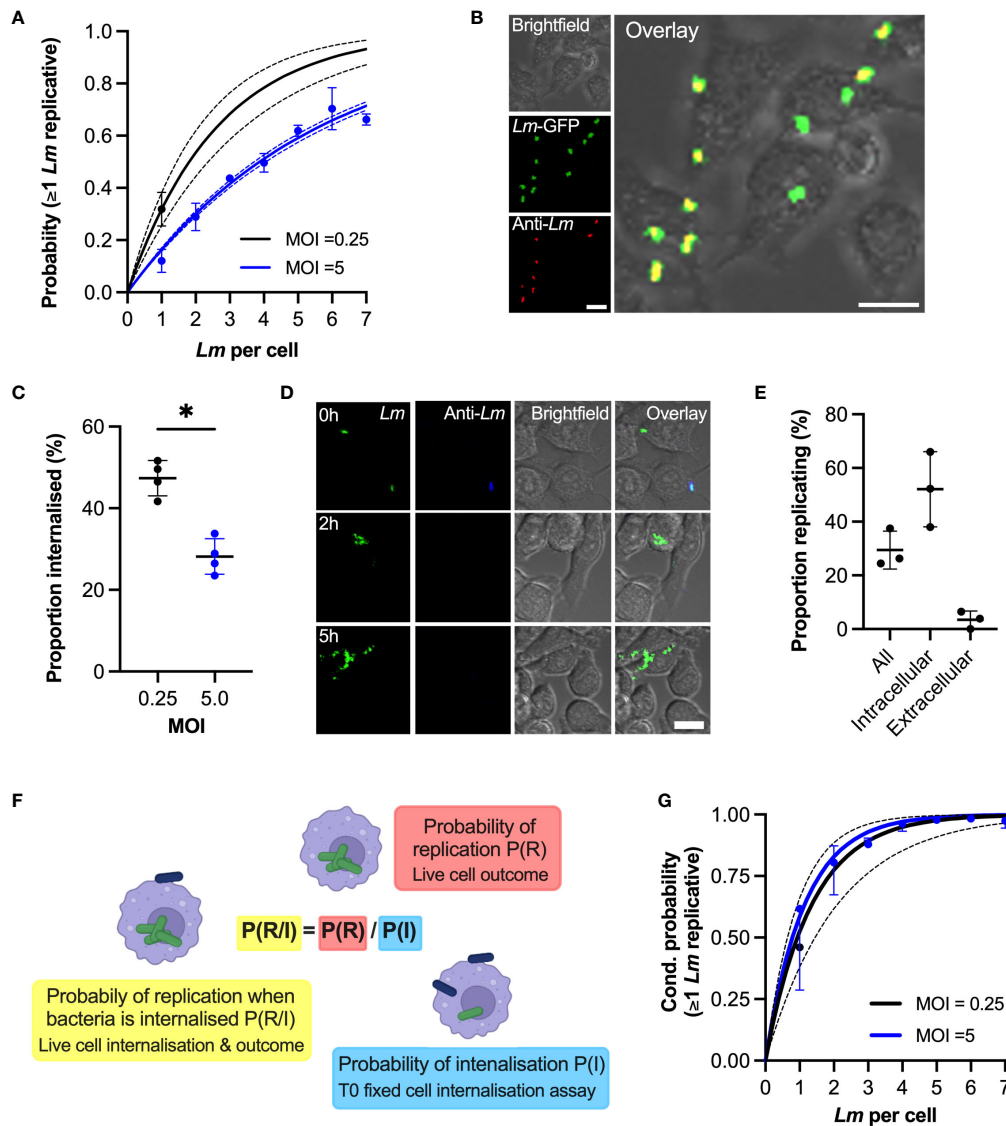 A
Probabiity (≥1 Lm replicative)
1.0
0.8
0.6
0.4
0.2
0.0
0 1 2 3 4 5 6 7
Lm per cell
MOI =0.25
MOI =5
B
Brightfield
Lm-GFP
Anti-Lm
Overlay
C
Proportion internalised (%)
60
40
20
0
*
0.25 5.0
MOI
D
Lm Anti-Lm Brightfield Overlay
0h
2h
5h
E
Proportion replicating (%)
80
60
40
20
0
All
Intracellular
Extracellular
F
Probability of
replication P(R)
Live cell outcome
P(R/I) = P(R) / P(I)
Probabily of replication when
bacteria is internalised P(R/I)
Live cell internalisation & outcome
Probability of intenalisation P(I)
T0 fixed cell internalisation assay
G
Cond. probability
(≥1 Lm replicative)
1.00
0.75
0.50
0.25
0.00
0 1 2 3 4 5 6 7
Lm per cell
MOI = 0.25
MOI =5